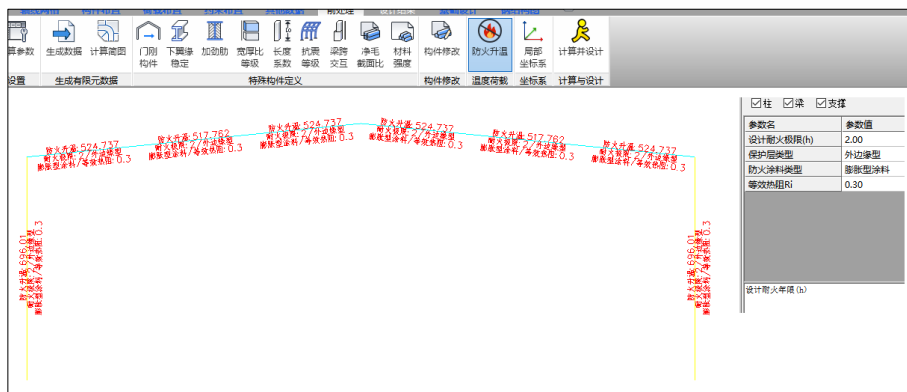 生成数据
计算简图
门刚
构件
下翼缘
稳定
加劲肋
宽厚比
等级
长度
系数
抗震
等级
梁跨
交互
净毛
截面比
材料
强度
构件修改
防火升温
局部
坐标系
计算并设计
算参数
设置
生成有限元数据
特殊构件定义
构件修改
温度荷载
坐标系
计算与设计
柱 梁 支撑
参数名 参数值
设计耐火极限(h) 2.00
保护层类型 外边缘型
防火涂料类型 膨胀型涂料
等效热阻Ri 0.30
设计耐火年限(h)
防火升温:524.737
耐火极限:2/外边缘型
膨胀型涂料/等效热阻:0.3
防火升温:517.762
耐火极限:2/外边缘型
膨胀型涂料/等效热阻:0.3
防火升温:524.737
耐火极限:2/外边缘型
膨胀型涂料/等效热阻:0.3
防火升温:524.737
耐火极限:2/外边缘型
膨胀型涂料/等效热阻:0.3
防火升温:517.762
耐火极限:2/外边缘型
膨胀型涂料/等效热阻:0.3
防火升温:524.737
耐火极限:2/外边缘型
膨胀型涂料/等效热阻:0.3
防火升温:696.01
耐火极限:2/外边缘型
膨胀型涂料/等效热阻:0.3
防火升温:696.01
耐火极限:2/外边缘型
膨胀型涂料/等效热阻:0.3